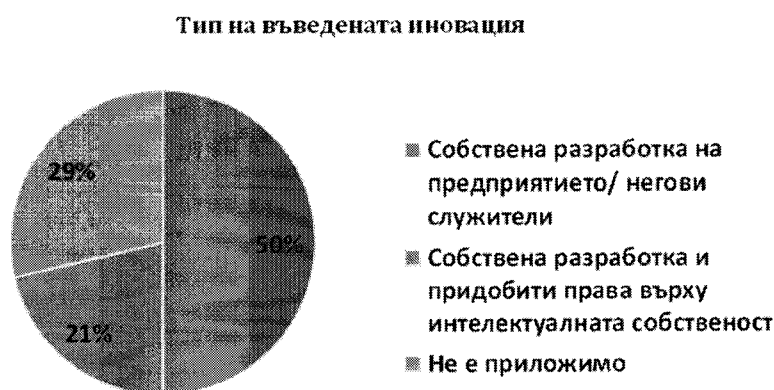 Тип на въведената иновация
29%
50%
21%
Собствена разработка на
предприятието/ негови
служители
Собствена разработка и
придобити права върху
интелектуалната собственост
Не е приложимо